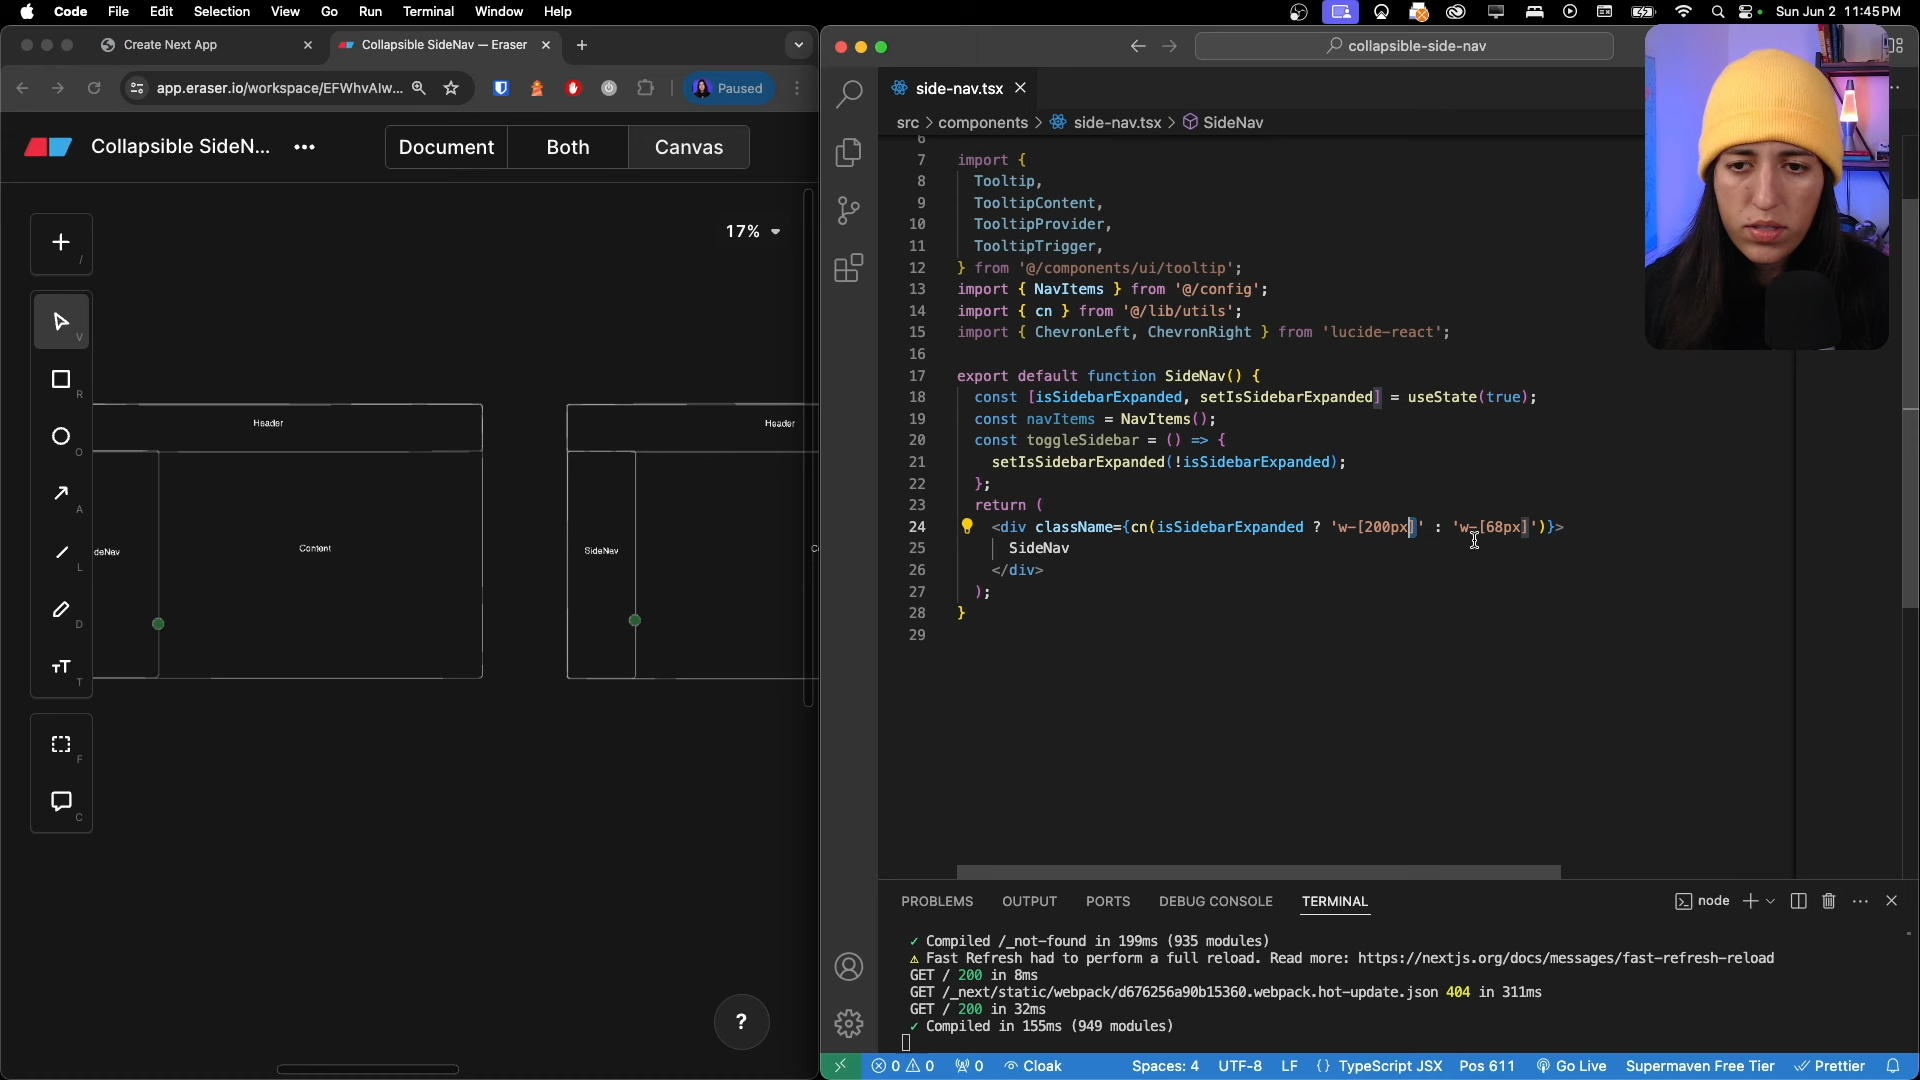 Code File Edit Selection View Go Run Terminal Window Help
Sun Jun 2 11:45 PM
Create Next App
Collapsible SideNav — Eraser
app.eraser.io/workspace/EFWhvAlw...
Paused
Collapsible SideN...
Document Both Canvas
17%
/
V
R
O
A
L
D
T
F
C
Header
deNav
Content
Header
SideNav
C
?
collapsible-side-nav
side-nav.tsx
src > components > side-nav.tsx > SideNav
6
7 import {
8 Tooltip,
9 TooltipContent,
10 TooltipProvider,
11 TooltipTrigger,
12 } from '@/components/ui/tooltip';
13 import { NavItems } from '@/config';
14 import { cn } from '@/lib/utils';
15 import { ChevronLeft, ChevronRight } from 'lucide-react';
16
17 export default function SideNav() {
18 const [isSidebarExpanded, setIsSidebarExpanded] = useState(true);
19 const navItems = NavItems();
20 const toggleSidebar = () => {
21 setIsSidebarExpanded(!isSidebarExpanded);
22 };
23 return (
24 <div className={cn(isSidebarExpanded ? 'w-[200px]' : 'w-[68px]')}>
25 SideNav
26 </div>
27 );
28 }
29
PROBLEMS OUTPUT PORTS DEBUG CONSOLE TERMINAL
node
✓ Compiled /_not-found in 199ms (935 modules)
⚠ Fast Refresh had to perform a full reload. Read more: https://nextjs.org/docs/messages/fast-refresh-reload
GET / 200 in 8ms
GET /_next/static/webpack/d676256a90b15360.webpack.hot-update.json 404 in 311ms
GET / 200 in 32ms
✓ Compiled in 155ms (949 modules)
0 0 0 Cloak Spaces: 4 UTF-8 LF {} TypeScript JSX Pos 611 Go Live Supermaven Free Tier Prettier